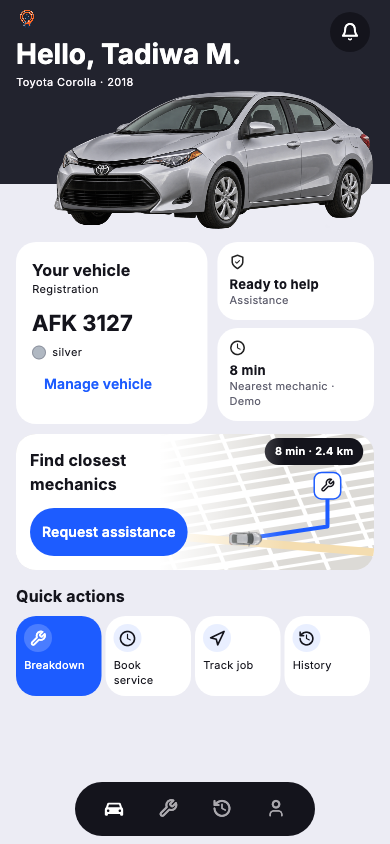 Hello, Tadiwa M.
Toyota Corolla · 2018
Your vehicle
Registration
AFK 3127
silver
Manage vehicle
Ready to help
Assistance
8 min
Nearest mechanic ·
Demo
Find closest
mechanics
8 min · 2.4 km
Request assistance
Quick actions
Breakdown
Book
service
Track job
History